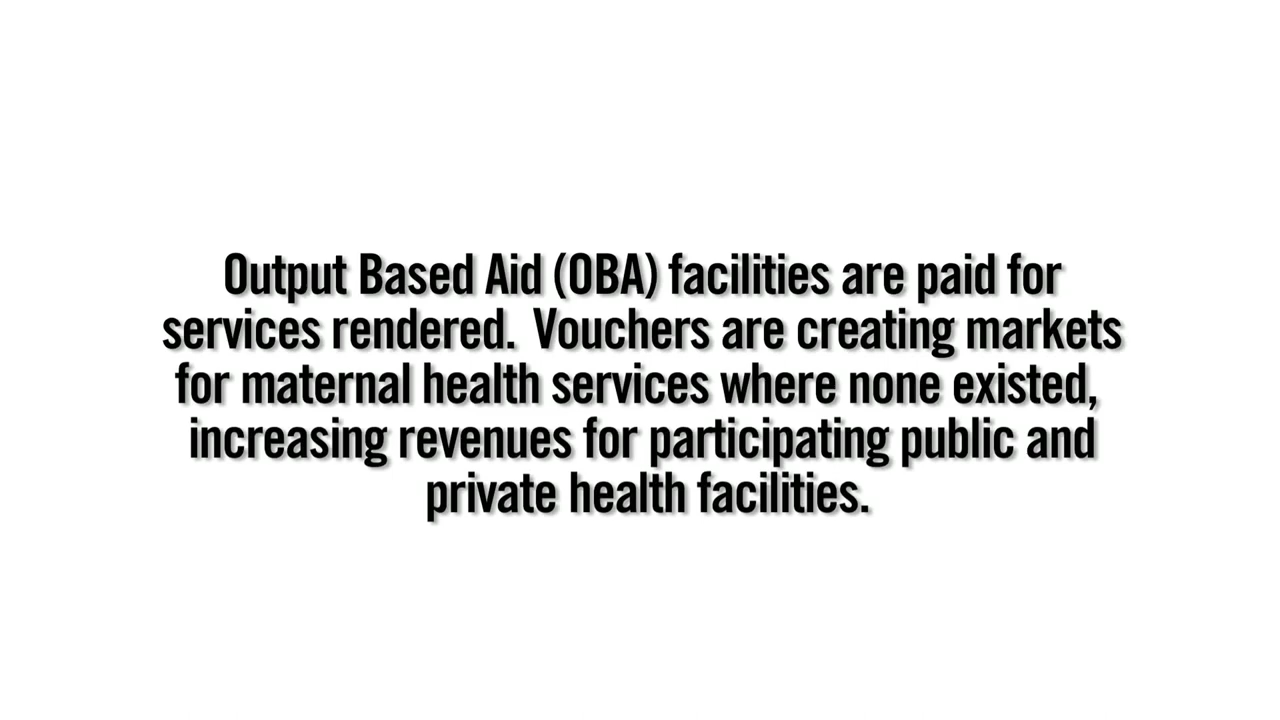 Output Based Aid (OBA) facilities are paid for
services rendered.  Vouchers are creating markets
for maternal health services where none existed,
increasing revenues for participating public and
private health facilities.